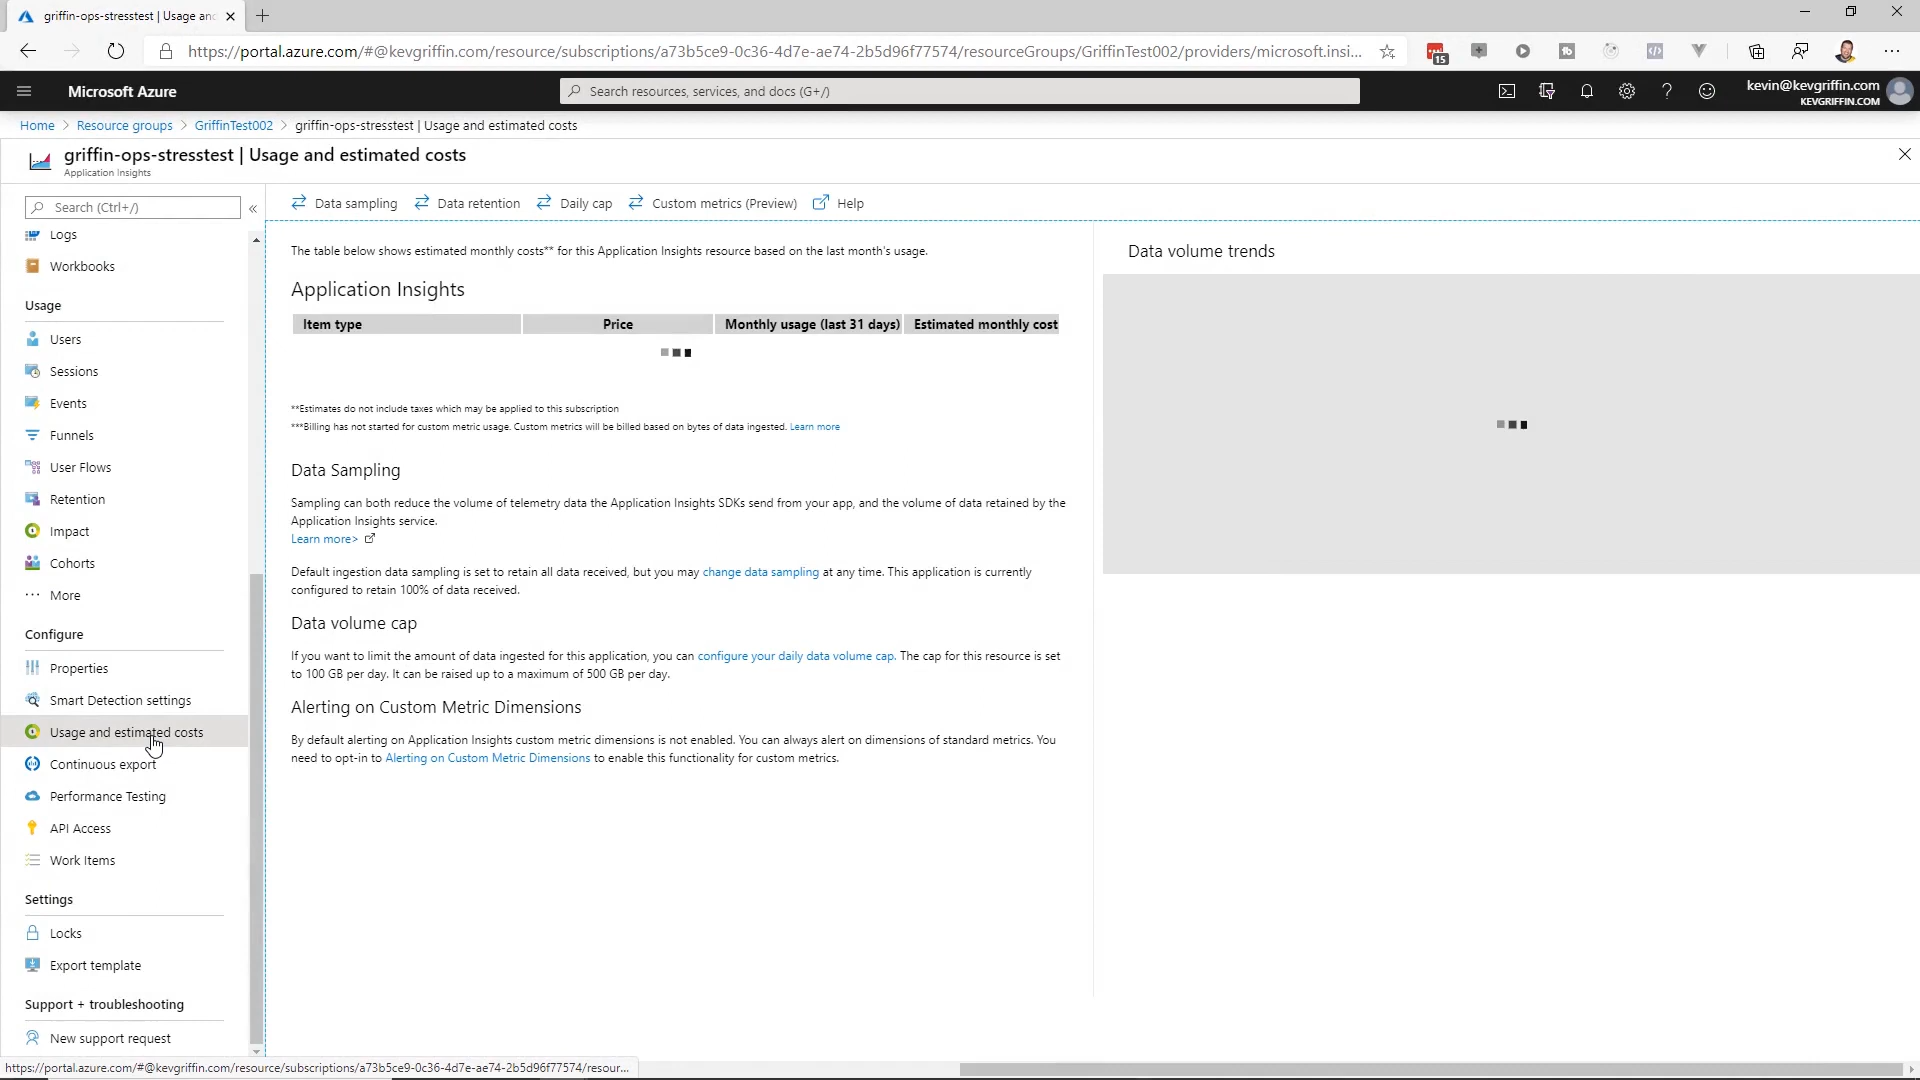 griffin-ops-stresstest | Usage and
https://portal.azure.com/#@kevgriffin.com/resource/subscriptions/a73b5ce9-0c36-4d7e-ae74-2b5d96f77574/resourceGroups/GriffinTest002/providers/microsoft.insi...
15
Microsoft Azure
Search resources, services, and docs (G+/)
kevin@kevgriffin.com
KEVGRIFFIN.COM
Home > Resource groups > GriffinTest002 > griffin-ops-stresstest | Usage and estimated costs
griffin-ops-stresstest | Usage and estimated costs
Application Insights
Search (Ctrl+/)
«
Logs
Workbooks
Usage
Users
Sessions
Events
Funnels
User Flows
Retention
Impact
Cohorts
More
Configure
Properties
Smart Detection settings
Usage and estimated costs
Continuous export
Performance Testing
API Access
Work Items
Settings
Locks
Export template
Support + troubleshooting
New support request
Data sampling
Data retention
Daily cap
Custom metrics (Preview)
Help
The table below shows estimated monthly costs** for this Application Insights resource based on the last month's usage.
Application Insights
Item type
Price
Monthly usage (last 31 days)
Estimated monthly cost
**Estimates do not include taxes which may be applied to this subscription
***Billing has not started for custom metric usage. Custom metrics will be billed based on bytes of data ingested. Learn more
Data Sampling
Sampling can both reduce the volume of telemetry data the Application Insights SDKs send from your app, and the volume of data retained by the
Application Insights service.
Learn more>
Default ingestion data sampling is set to retain all data received, but you may change data sampling at any time. This application is currently
configured to retain 100% of data received.
Data volume cap
If you want to limit the amount of data ingested for this application, you can configure your daily data volume cap. The cap for this resource is set
to 100 GB per day. It can be raised up to a maximum of 500 GB per day.
Alerting on Custom Metric Dimensions
By default alerting on Application Insights custom metric dimensions is not enabled. You can always alert on dimensions of standard metrics. You
need to opt-in to Alerting on Custom Metric Dimensions to enable this functionality for custom metrics.
Data volume trends
https://portal.azure.com/#@kevgriffin.com/resource/subscriptions/a73b5ce9-0c36-4d7e-ae74-2b5d96f77574/resour...